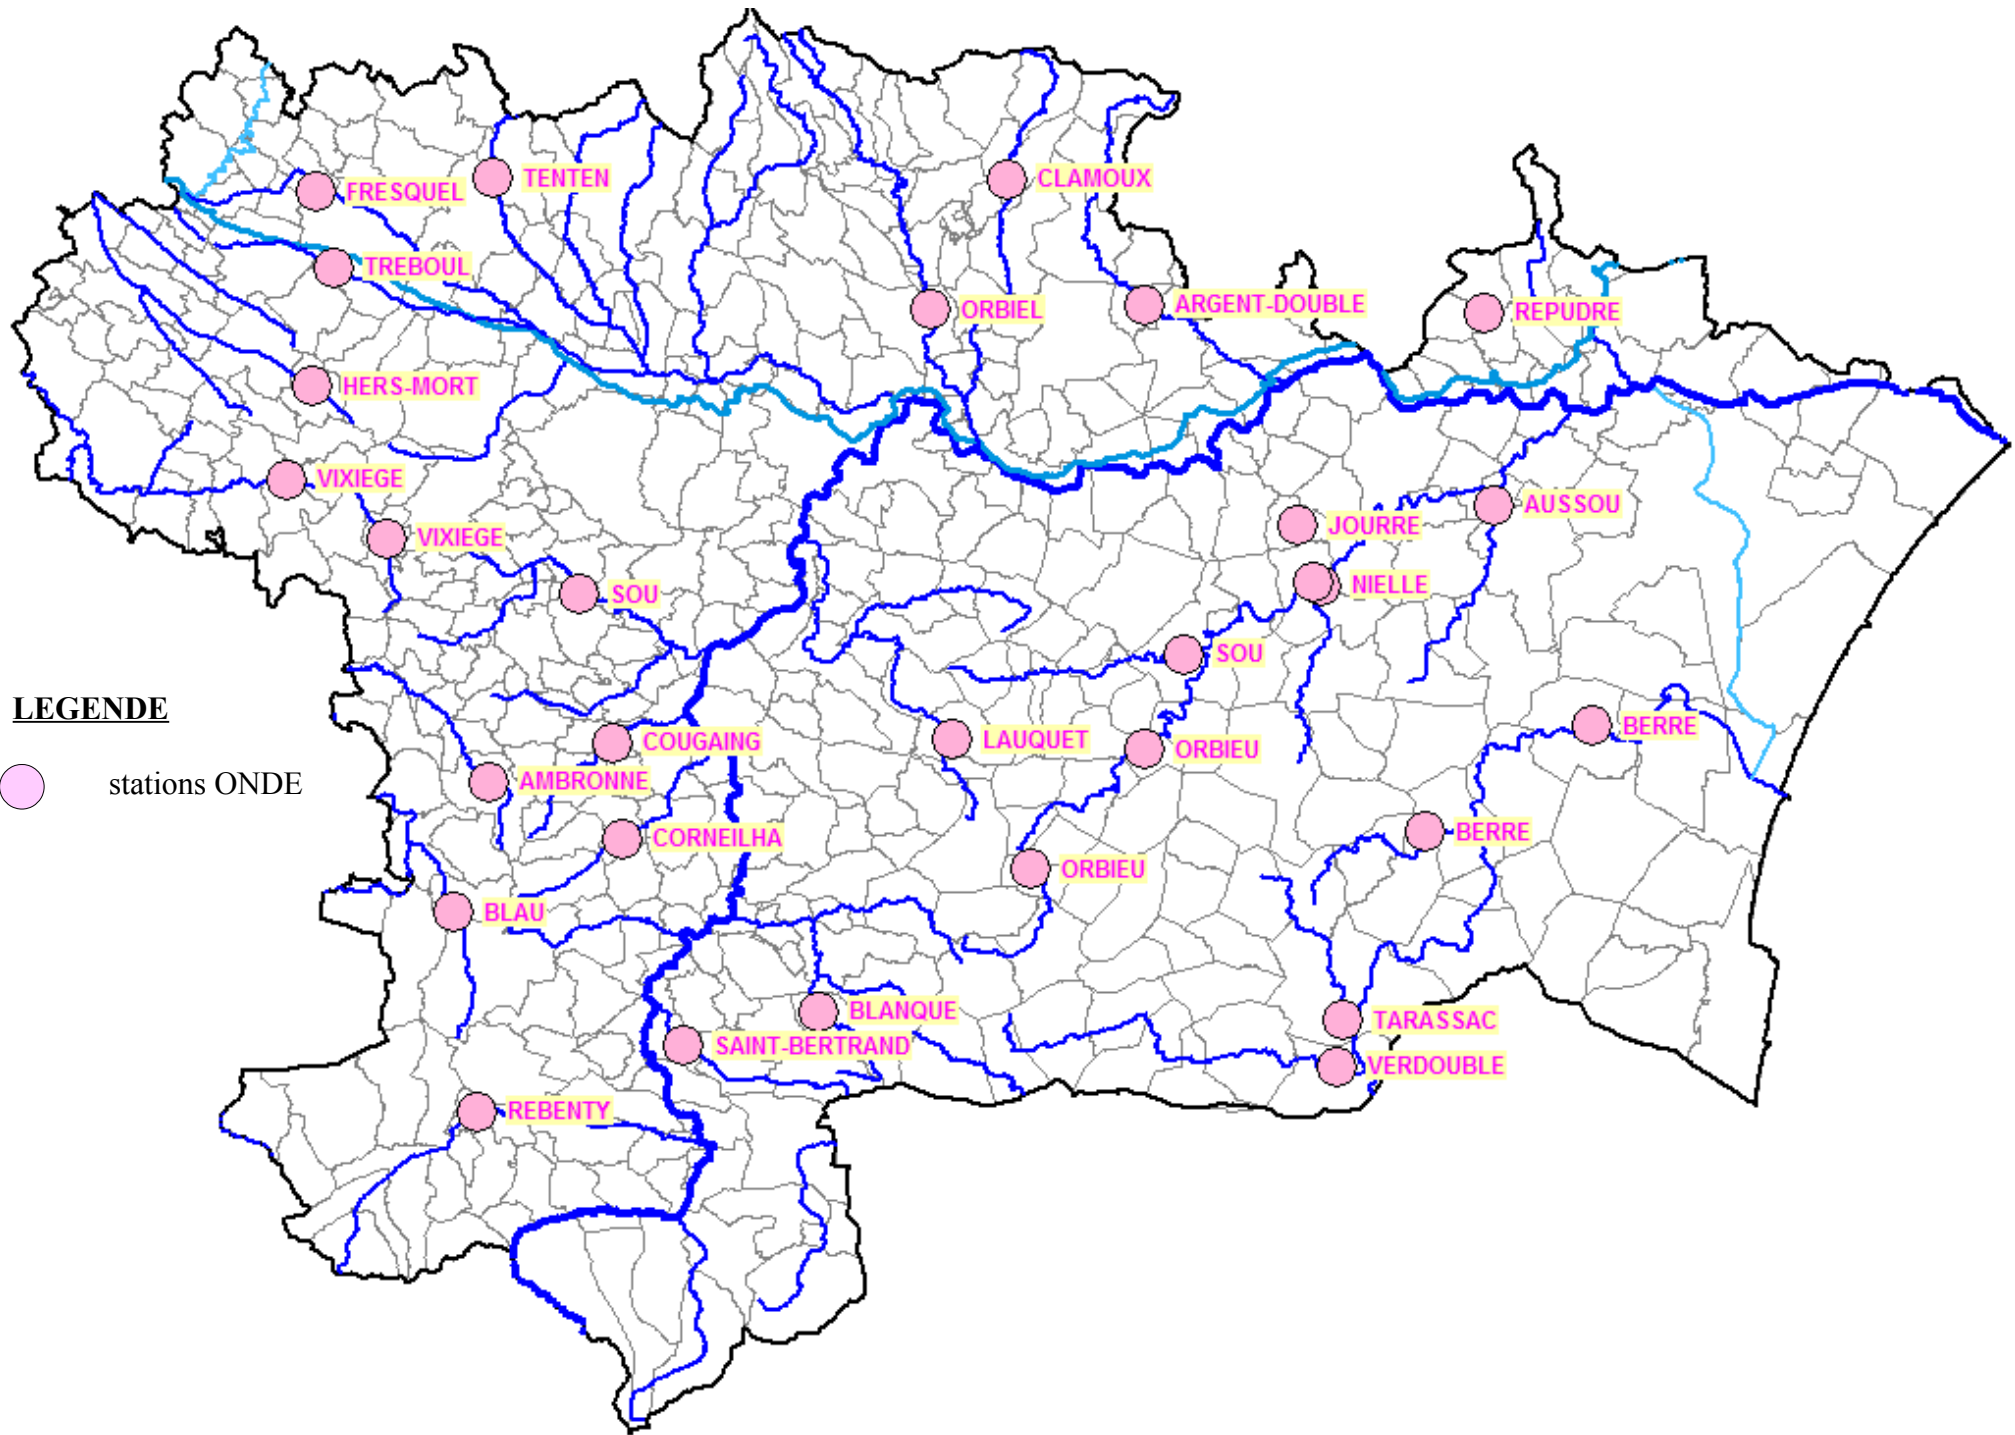 TENTEN
CLAMOUX
FRESQUEL
TREBOUL
ORBIEL
ARGENT-DOUBLE
REPUDRE
HERS-MORT
VIXIEGE
AUSSOU
JOURRE
VIXIEGE
NIELLE
SOU
SOU
LEGENDE
BERRE
COUGAING
LAUQUET
ORBIEU
stations ONDE
AMBRONNE
BERRE
CORNEILHA
ORBIEU
BLAU
BLANQUE
TARASSAC
SAINT-BERTRAND
VERDOUBLE
REBENTY